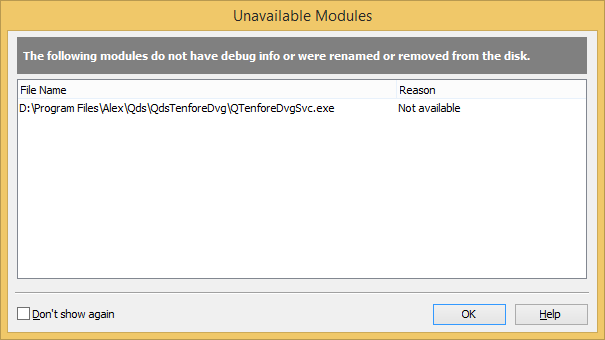 Unavailable Modules
The following modules do not have debug info or were renamed or removed from the disk.
File Name Reason
D:\Program Files\Alex\Qds\QdsTenforeDvg\QTenforeDvgSvc.exe Not available
Don't show again OK Help